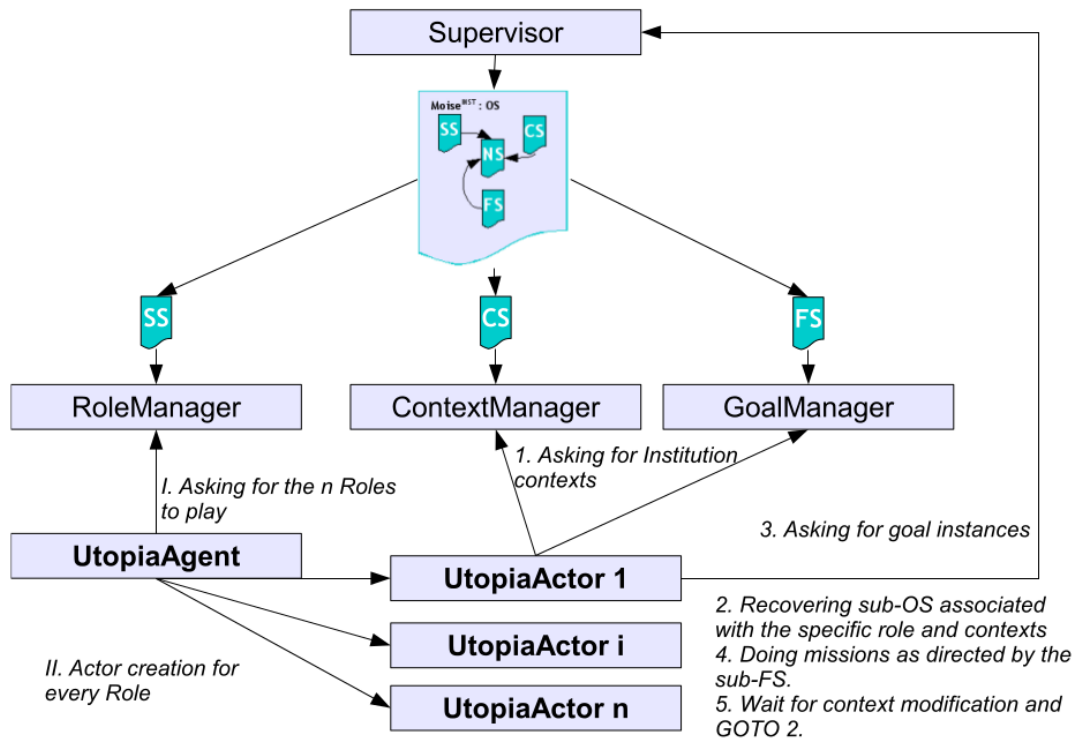 Supervisor
Moise^INST : OS
SS
CS
NS
FS
SS
CS
FS
RoleManager
ContextManager
GoalManager
1. Asking for Institution
contexts
I. Asking for the n Roles
to play
3. Asking for goal instances
UtopiaAgent
UtopiaActor 1
2. Recovering sub-OS associated
with the specific role and contexts
4. Doing missions as directed by the
sub-FS.
5. Wait for context modification and
GOTO 2.
UtopiaActor i
II. Actor creation for
every Role
UtopiaActor n